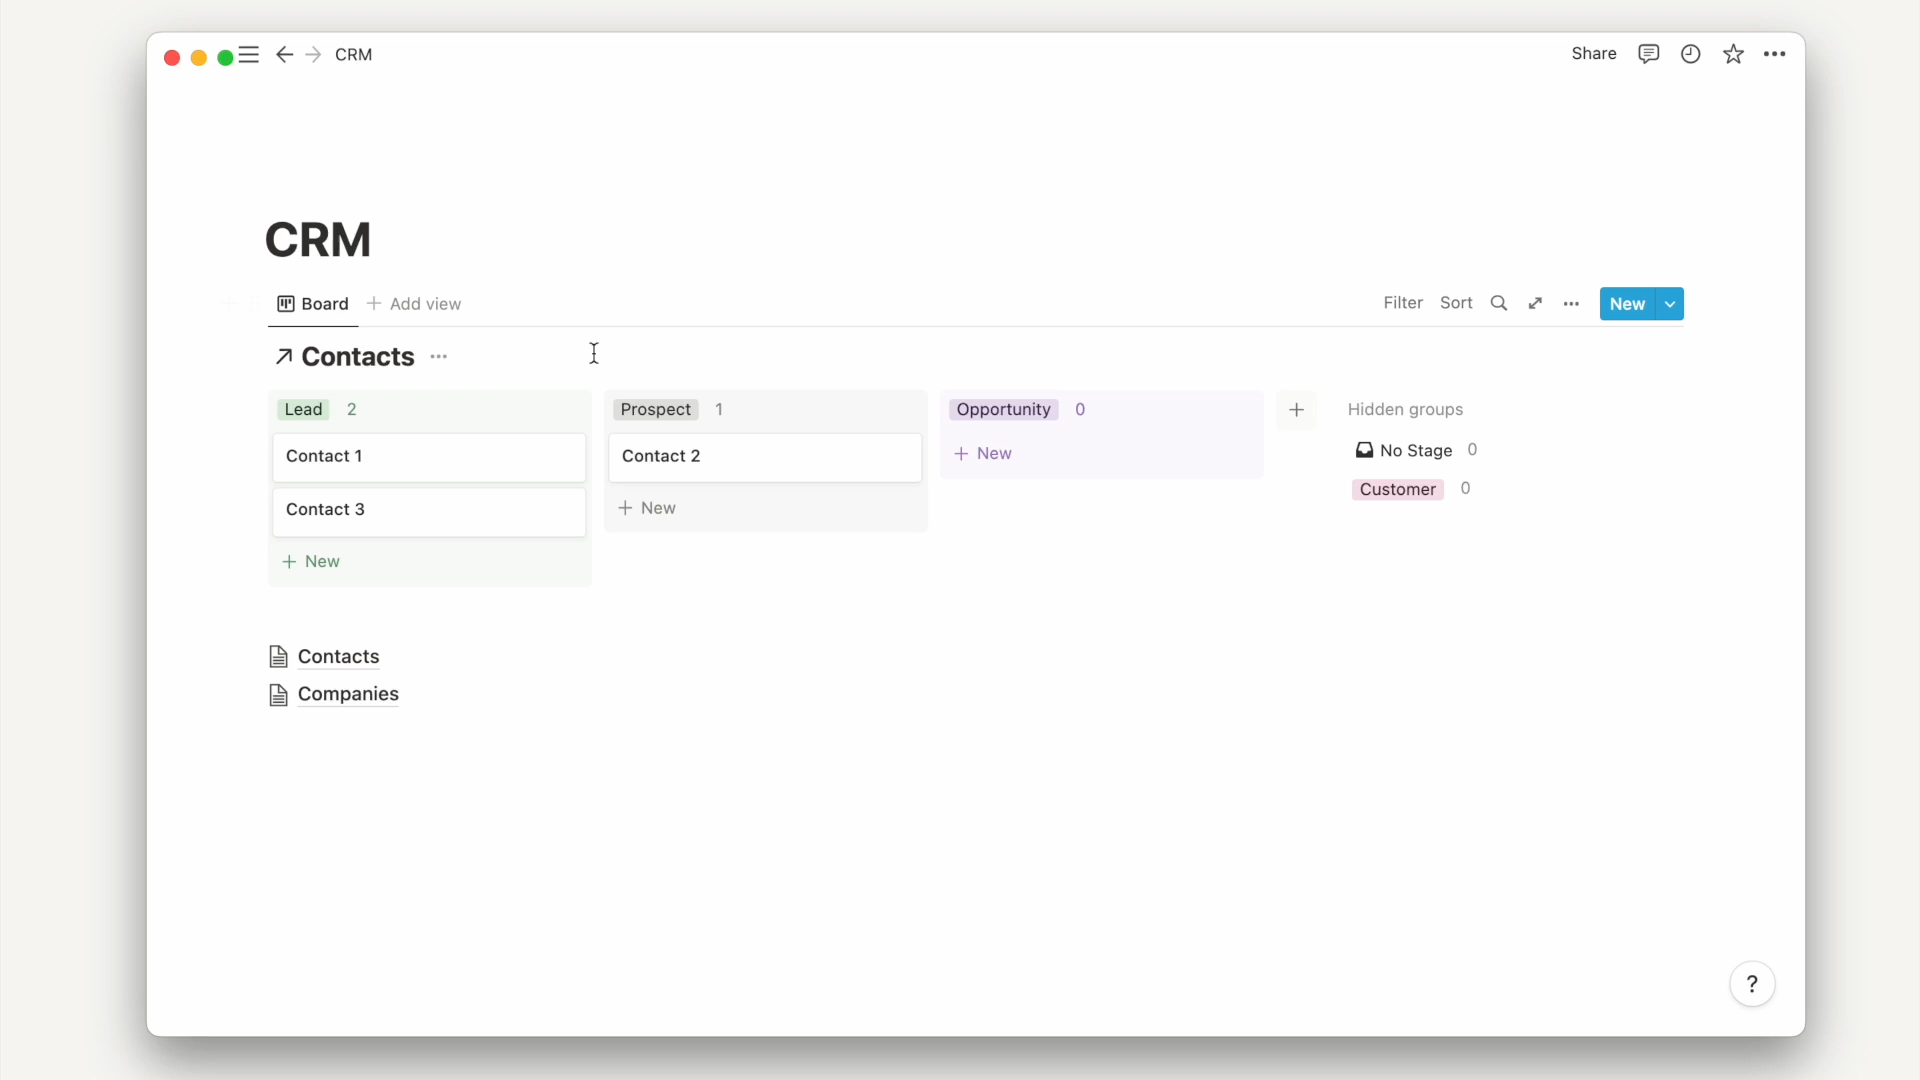 CRM
Share
CRM
Board + Add view
Filter Sort
New
Contacts
Lead 2
Prospect 1
Opportunity 0
+
Hidden groups
Contact 1
Contact 2
+ New
No Stage 0
Contact 3
+ New
Customer 0
+ New
Contacts
Companies
?